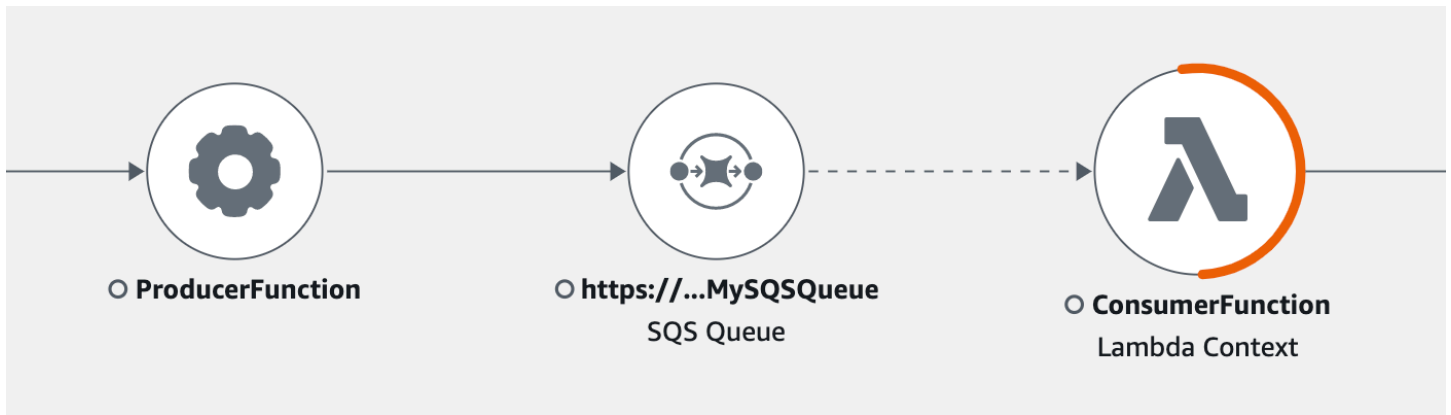 ProducerFunction
https://...MySQSQueue
SQS Queue
ConsumerFunction
Lambda Context